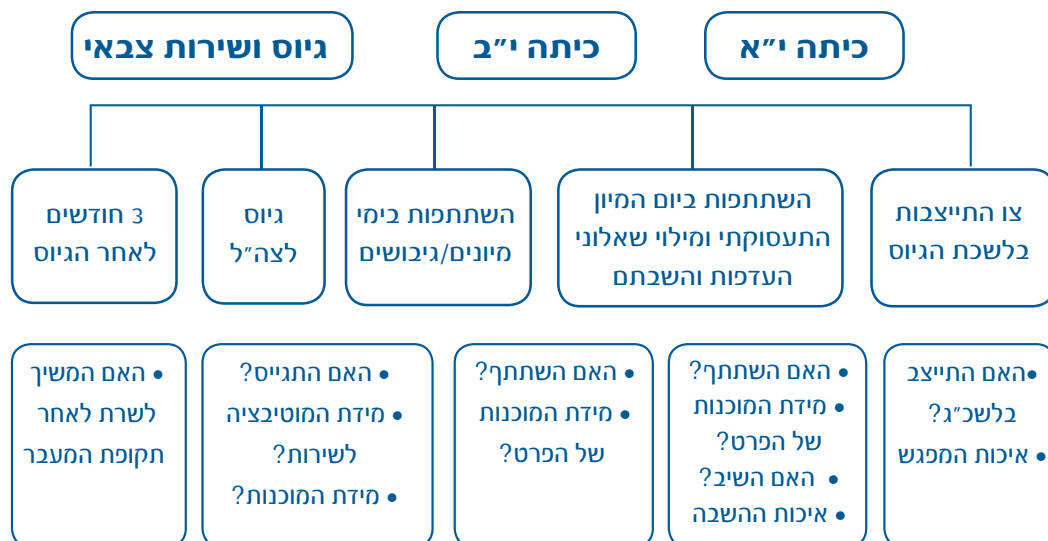 כיתה י״א
כיתה י״ב
גיוס ושירות צבאי
צו התייצבות
בלשכת הגיוס
השתתפות ביום המיון
התעסוקתי ומילוי שאלוני
העדפות והשבתם
השתתפות בימי
מיונים/גיבושים
גיוס
לצה״ל
3 חודשים
לאחר הגיוס
•האם התייצב
בלשכ״ג?
• איכות המפגש
• האם השתתף?
• מידת המוכנות
של הפרט?
• האם השיב?
• איכות ההשבה
• האם השתתף?
• מידת המוכנות
של הפרט?
• האם התגייס?
• מידת המוטיבציה
לשירות?
• מידת המוכנות?
• האם המשיך
לשרת לאחר
תקופת המעבר